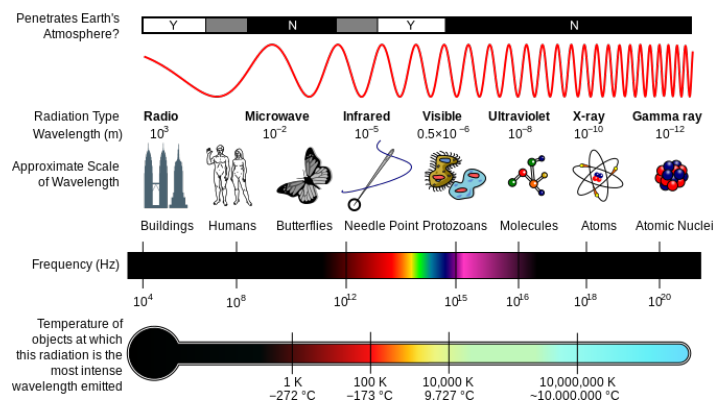 Penetrates Earth's
Atmosphere?
Y N Y N
Radiation Type
Wavelength (m)
Radio Microwave Infrared Visible Ultraviolet X-ray Gamma ray
10³ 10⁻² 10⁻⁵ 0.5×10⁻⁶ 10⁻⁸ 10⁻¹⁰ 10⁻¹²
Approximate Scale
of Wavelength
Buildings Humans Butterflies Needle Point Protozoans Molecules Atoms Atomic Nuclei
Frequency (Hz)
10⁴ 10⁸ 10¹² 10¹⁵ 10¹⁶ 10¹⁸ 10²⁰
Temperature of
objects at which
this radiation is the
most intense
wavelength emitted
1 K 100 K 10,000 K 10,000,000 K
−272 °C −173 °C 9.727 °C ~10.000.000 °C